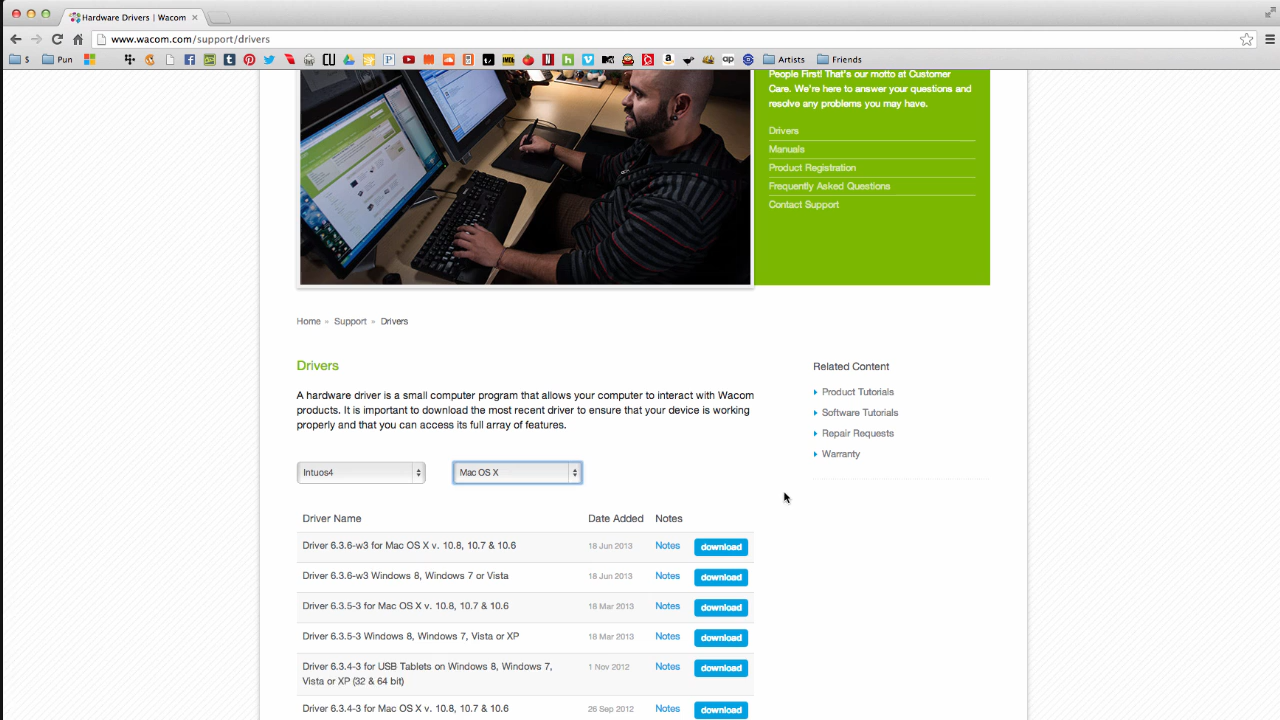 Hardware Drivers | Wacom
www.wacom.com/support/drivers
S
Pun
Artists
Friends
People First! That's our motto at Customer
Care. We're here to answer your questions and
resolve any problems you may have.
Drivers
Manuals
Product Registration
Frequently Asked Questions
Contact Support
Home » Support » Drivers
Drivers
A hardware driver is a small computer program that allows your computer to interact with Wacom
products. It is important to download the most recent driver to ensure that your device is working
properly and that you can access its full array of features.
Related Content
Product Tutorials
Software Tutorials
Repair Requests
Warranty
Intuos4 Mac OS X
Driver Name Date Added Notes
Driver 6.3.6-w3 for Mac OS X v. 10.8, 10.7 & 10.6 18 Jun 2013 Notes download
Driver 6.3.6-w3 Windows 8, Windows 7 or Vista 18 Jun 2013 Notes download
Driver 6.3.5-3 for Mac OS X v. 10.8, 10.7 & 10.6 18 Mar 2013 Notes download
Driver 6.3.5-3 Windows 8, Windows 7, Vista or XP 18 Mar 2013 Notes download
Driver 6.3.4-3 for USB Tablets on Windows 8, Windows 7, 1 Nov 2012 Notes download
Vista or XP (32 & 64 bit)
Driver 6.3.4-3 for Mac OS X v. 10.8, 10.7 & 10.6 26 Sep 2012 Notes download